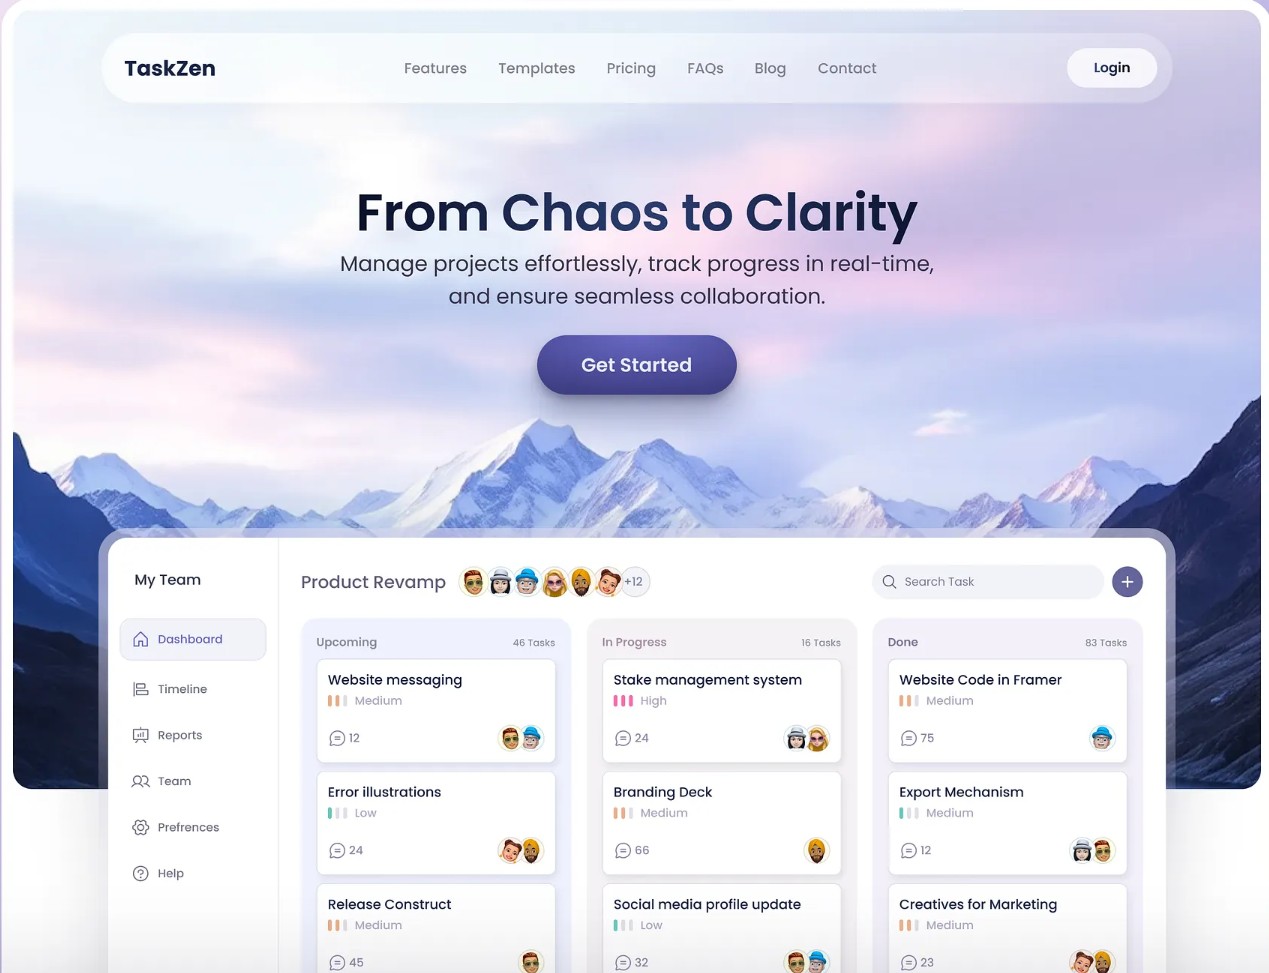 TaskZen
Features Templates Pricing FAQs Blog Contact
Login
From Chaos to Clarity
Manage projects effortlessly, track progress in real-time,
and ensure seamless collaboration.
Get Started
My Team
Dashboard
Timeline
Reports
Team
Prefrences
Help
Product Revamp
+12
Search Task
Upcoming 46 Tasks
Website messaging
Medium
12
Error illustrations
Low
24
Release Construct
Medium
45
In Progress 16 Tasks
Stake management system
High
24
Branding Deck
Medium
66
Social media profile update
Low
32
Done 83 Tasks
Website Code in Framer
Medium
75
Export Mechanism
Medium
12
Creatives for Marketing
Medium
23